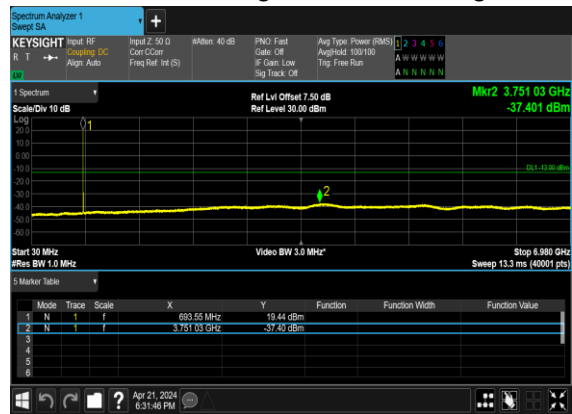 Spectrum Analyzer 1
Swept SA
+
KEYSIGHT Input: RF Input Z: 50 Ω #Atten: 40 dB PNO: Fast Avg Type: Power (RMS) 1 2 3 4 5 6
R T Coupling: DC Corr CCorr Gate: Off Avg|Hold: 100/100 A W W W W W
Align: Auto Freq Ref: Int (S) IF Gain: Low Trig: Free Run
LW Sig Track: Off A N N N N N
1 Spectrum Ref Lvl Offset 7.50 dB Mkr2 3.751 03 GHz
Scale/Div 10 dB Ref Level 30.00 dBm -37.401 dBm
Log
20.0
1
10.0
0.00
-10.0
DL1 -13.00 dBm
-20.0
-30.0
2
-40.0
-50.0
-60.0
Start 30 MHz Video BW 3.0 MHz* Stop 6.980 GHz
#Res BW 1.0 MHz Sweep 13.3 ms (40001 pts)
5 Marker Table
Mode Trace Scale X Y Function Function Width Function Value
1 N 1 f 693.55 MHz 19.44 dBm
2 N 1 f 3.751 03 GHz -37.40 dBm
3
4
5
6
? Apr 21, 2024
6:31:46 PM